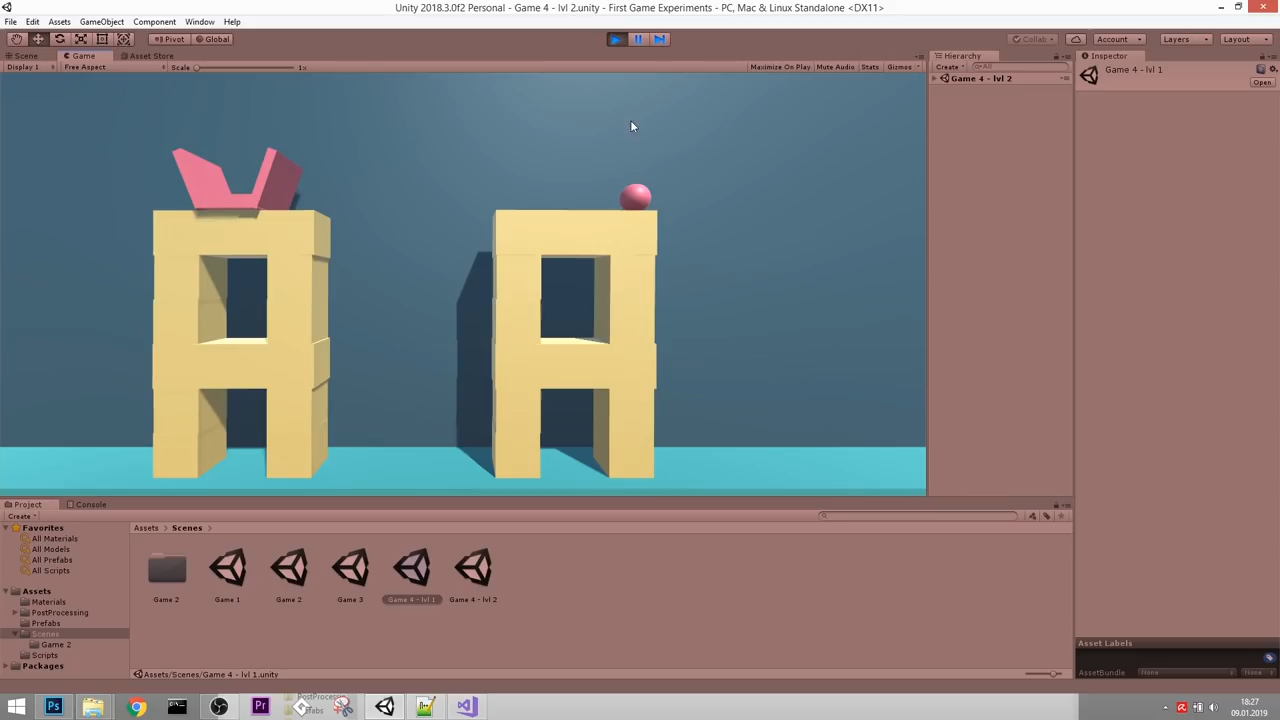 Unity 2018.3.0f2 Personal - Game 4 - lvl 2.unity - First Game Experiments - PC, Mac & Linux Standalone <DX11>
File Edit Assets GameObject Component Window Help
Pivot Global Collab Account Layers Layout
Scene Game Asset Store Hierarchy Inspector
Display 1 Free Aspect Scale 1x Maximize On Play Mute Audio Stats Gizmos Create All Game 4 - lvl 1
Game 4 - lvl 2 Open
Project Console
Create
Favorites Assets Scenes
All Materials
All Models
All Prefabs
All Scripts
Assets
Materials Game 2 Game 1 Game 2 Game 3 Game 4 - lvl 1 Game 4 - lvl 2
PostProcessing
Prefabs
Scenes
Game 2
Scripts Asset Labels
Packages
Assets/Scenes/Game 4 - lvl 1.unity AssetBundle None None
PostProcessing
Prefabs
18:27
09.01.2019